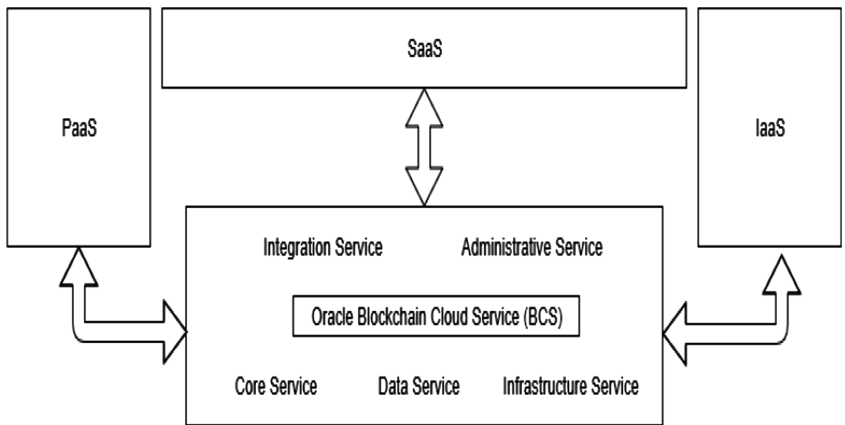 SaaS
PaaS
IaaS
Integration Service
Administrative Service
Oracle Blockchain Cloud Service (BCS)
Core Service
Data Service
Infrastructure Service